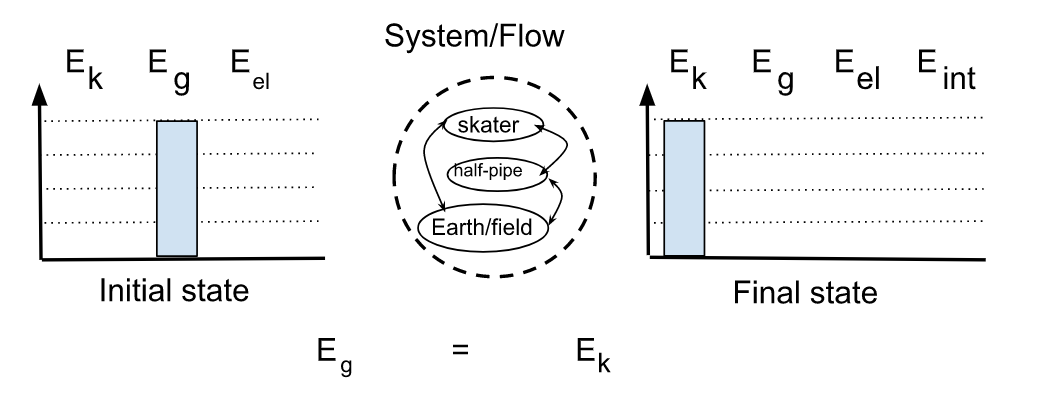 System/Flow
E_k E_g E_el
skater
half-pipe
Earth/field
Initial state
E_k E_g E_el E_int
Final state
E_g = E_k